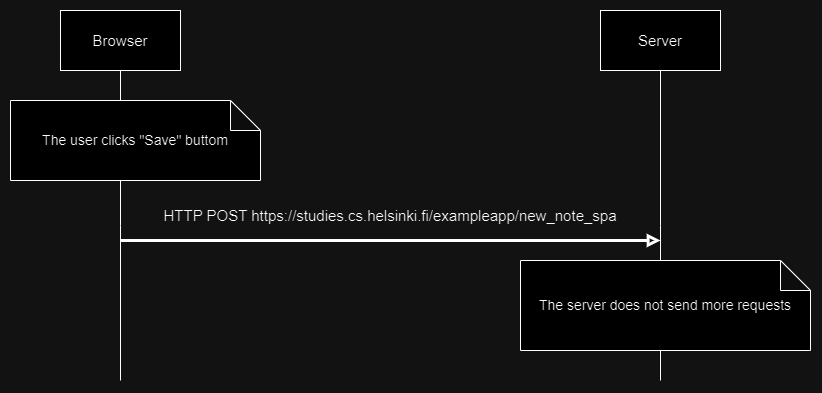 Browser
Server
The user clicks "Save" buttom
HTTP POST https://studies.cs.helsinki.fi/exampleapp/new_note_spa
The server does not send more requests